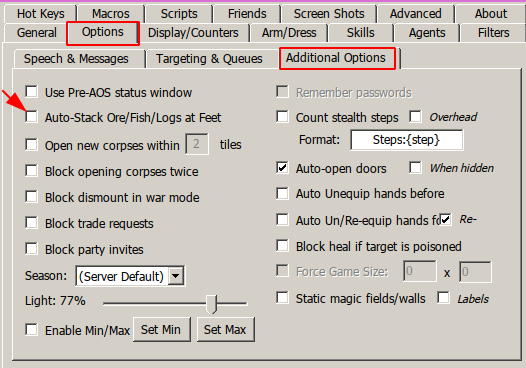 Hot Keys Macros Scripts Friends Screen Shots Advanced About
General Options Display/Counters Arm/Dress Skills Agents Filters
Speech & Messages Targeting & Queues Additional Options
Use Pre-AOS status window
Auto-Stack Ore/Fish/Logs at Feet
Open new corpses within 2 tiles
Block opening corpses twice
Block dismount in war mode
Block trade requests
Block party invites
Season: (Server Default)
Light: 77%
Enable Min/Max Set Min Set Max
Remember passwords
Count stealth steps Overhead
Format: Steps:{step}
Auto-open doors When hidden
Auto Unequip hands before
Auto Un/Re-equip hands fo Re-
Block heal if target is poisoned
Force Game Size: 0 x 0
Static magic fields/walls Labels